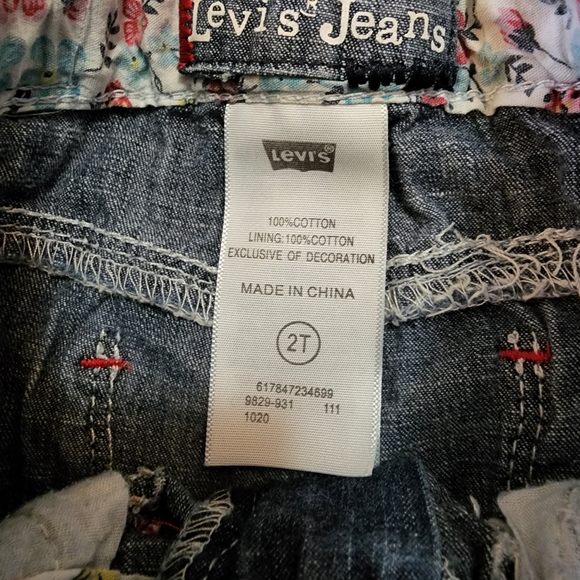 Levi's® Jeans
Levi's®
100%COTTON
LINING:100%COTTON
EXCLUSIVE OF DECORATION
MADE IN CHINA
2T
617847234699
9829-931 111
1020